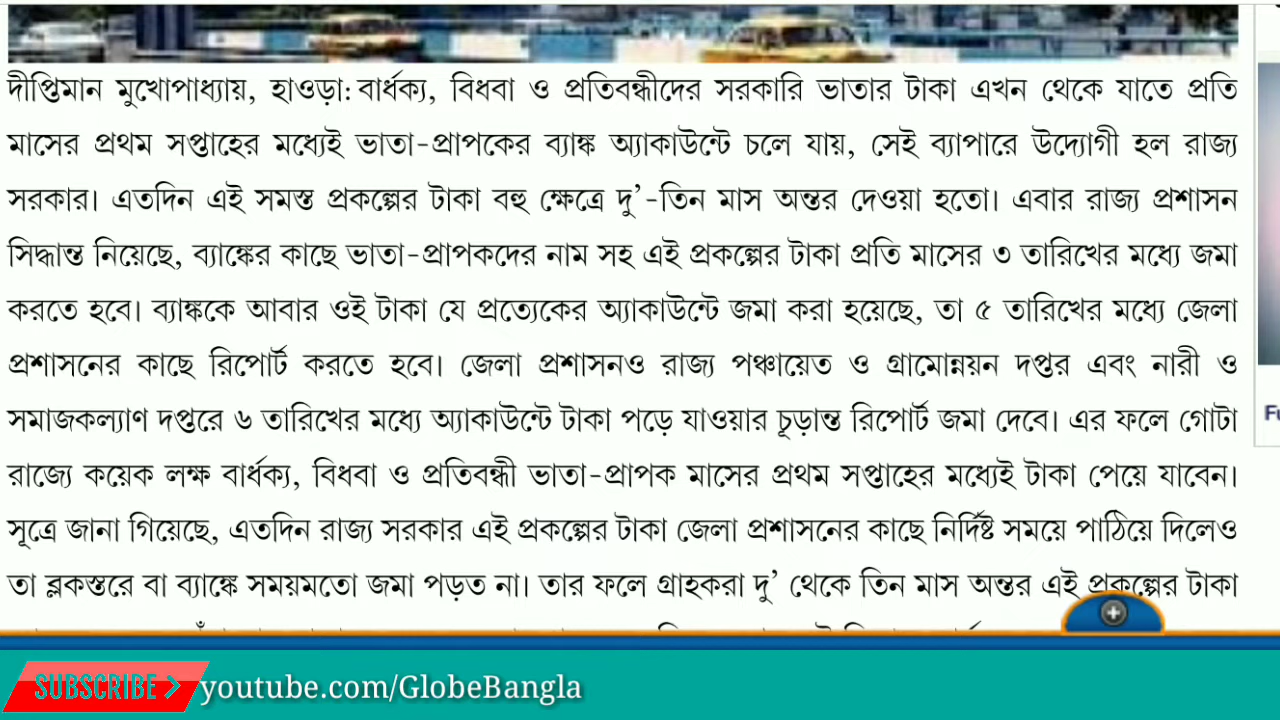 দীপ্তিমান মুখোপাধ্যায়, হাওড়া: বার্ধক্য, বিধবা ও প্রতিবন্ধীদের সরকারি ভাতার টাকা এখন থেকে যাতে প্রতি
মাসের প্রথম সপ্তাহের মধ্যেই ভাতা-প্রাপকের ব্যাঙ্ক অ্যাকাউন্টে চলে যায়, সেই ব্যাপারে উদ্যোগী হল রাজ্য
সরকার। এতদিন এই সমস্ত প্রকল্পের টাকা বহু ক্ষেত্রে দু’-তিন মাস অন্তর দেওয়া হতো। এবার রাজ্য প্রশাসন
সিদ্ধান্ত নিয়েছে, ব্যাঙ্কের কাছে ভাতা-প্রাপকদের নাম সহ এই প্রকল্পের টাকা প্রতি মাসের ৩ তারিখের মধ্যে জমা
করতে হবে। ব্যাঙ্ককে আবার ওই টাকা যে প্রত্যেকের অ্যাকাউন্টে জমা করা হয়েছে, তা ৫ তারিখের মধ্যে জেলা
প্রশাসনের কাছে রিপোর্ট করতে হবে। জেলা প্রশাসনও রাজ্য পঞ্চায়েত ও গ্রামোন্নয়ন দপ্তর এবং নারী ও
সমাজকল্যাণ দপ্তরে ৬ তারিখের মধ্যে অ্যাকাউন্টে টাকা পড়ে যাওয়ার চূড়ান্ত রিপোর্ট জমা দেবে। এর ফলে গোটা
রাজ্যে কয়েক লক্ষ বার্ধক্য, বিধবা ও প্রতিবন্ধী ভাতা-প্রাপক মাসের প্রথম সপ্তাহের মধ্যেই টাকা পেয়ে যাবেন।
সূত্রে জানা গিয়েছে, এতদিন রাজ্য সরকার এই প্রকল্পের টাকা জেলা প্রশাসনের কাছে নির্দিষ্ট সময়ে পাঠিয়ে দিলেও
তা ব্লকস্তরে বা ব্যাঙ্কে সময়মতো জমা পড়ত না। তার ফলে গ্রাহকরা দু’ থেকে তিন মাস অন্তর এই প্রকল্পের টাকা
SUBSCRIBE youtube.com/GlobeBangla